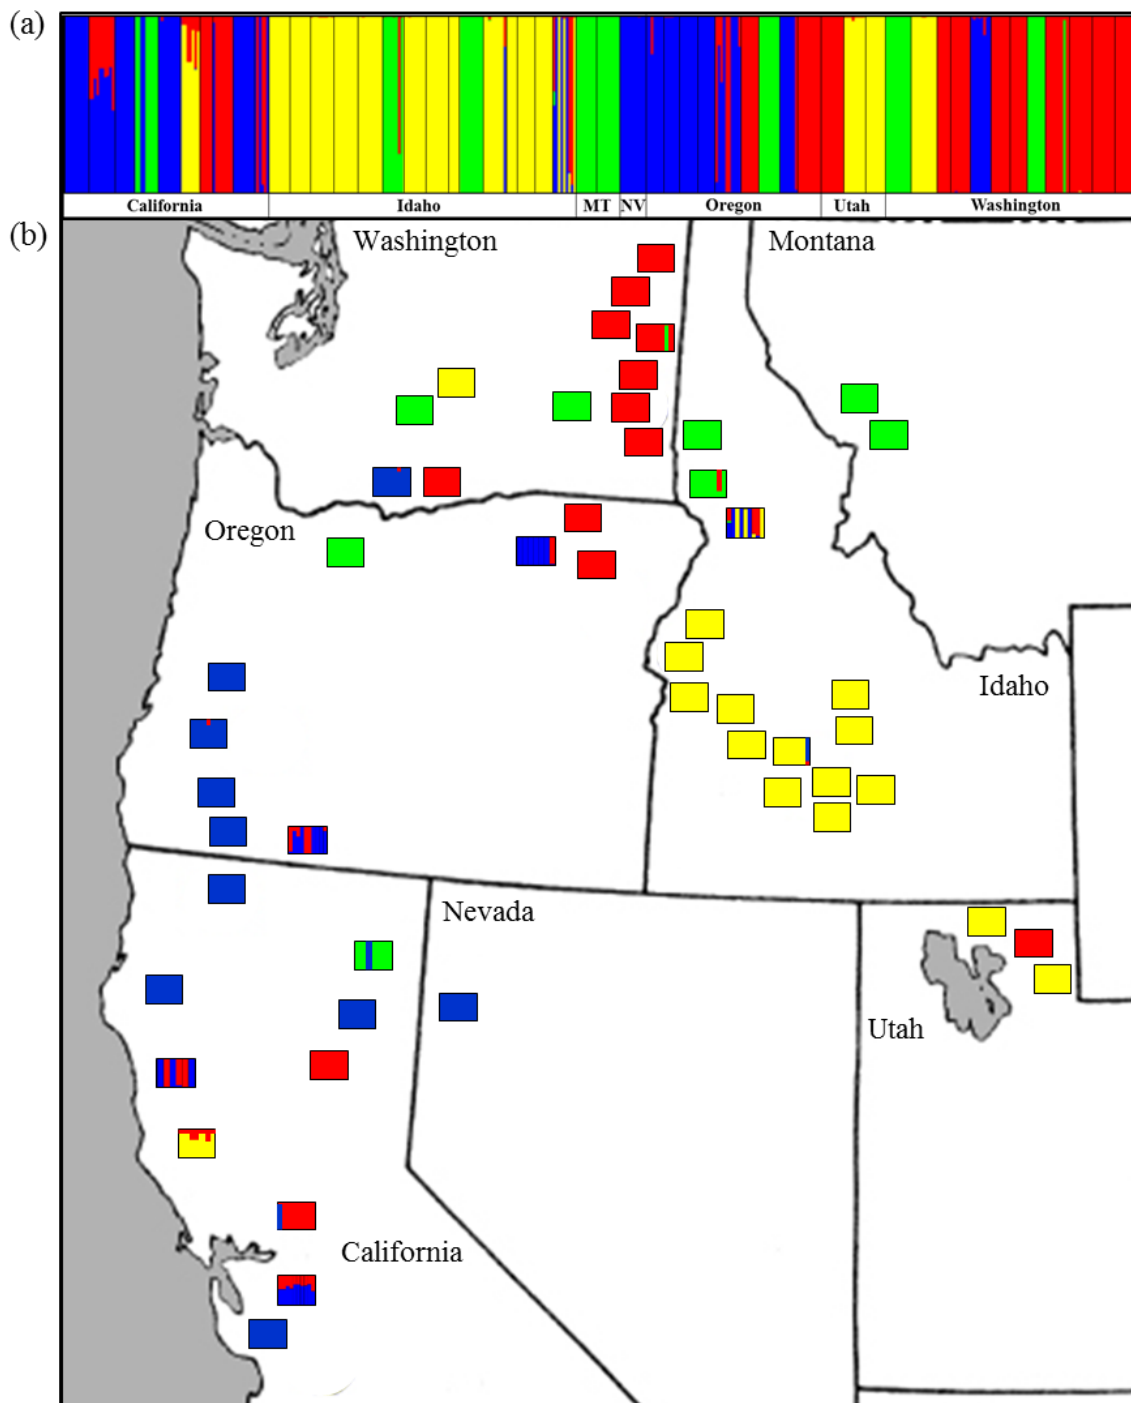 (a)
California Idaho MT NV Oregon Utah Washington
(b)
Washington Montana
Oregon
Idaho
Nevada
Utah
California